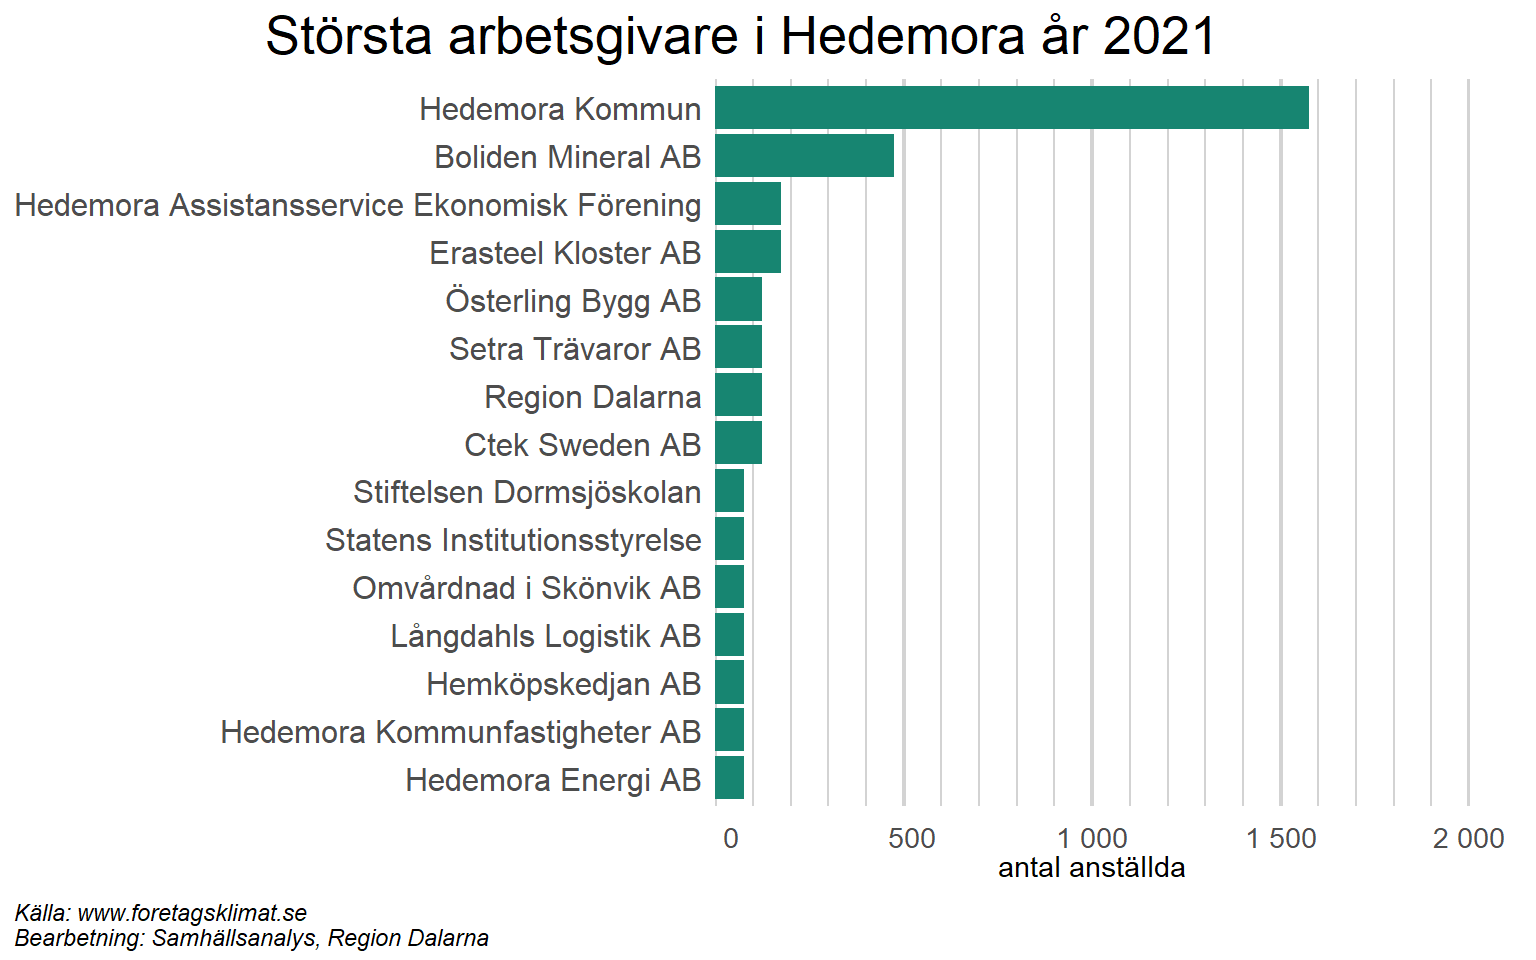 Största arbetsgivare i Hedemora år 2021
Hedemora Kommun
Boliden Mineral AB
Hedemora Assistansservice Ekonomisk Förening
Erasteel Kloster AB
Österling Bygg AB
Setra Trävaror AB
Region Dalarna
Ctek Sweden AB
Stiftelsen Dormsjöskolan
Statens Institutionsstyrelse
Omvårdnad i Skönvik AB
Långdahls Logistik AB
Hemköpskedjan AB
Hedemora Kommunfastigheter AB
Hedemora Energi AB
0 500 1 000 1 500 2 000
antal anställda
Källa: www.foretagsklimat.se
Bearbetning: Samhällsanalys, Region Dalarna